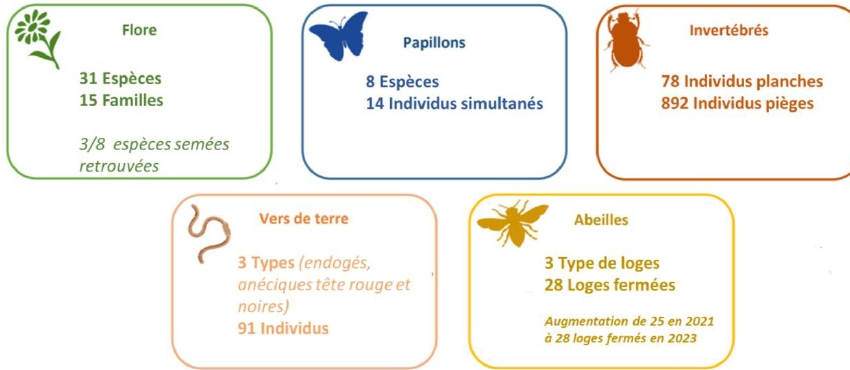 Flore
31 Espèces
15 Familles
3/8 espèces semées
retrouvées
Papillons
8 Espèces
14 Individus simultanés
Invertébrés
78 Individus planches
892 Individus pièges
Vers de terre
3 Types (endogés,
anéciques tête rouge et
noires)
91 Individus
Abeilles
3 Type de loges
28 Loges fermées
Augmentation de 25 en 2021
à 28 loges fermés en 2023